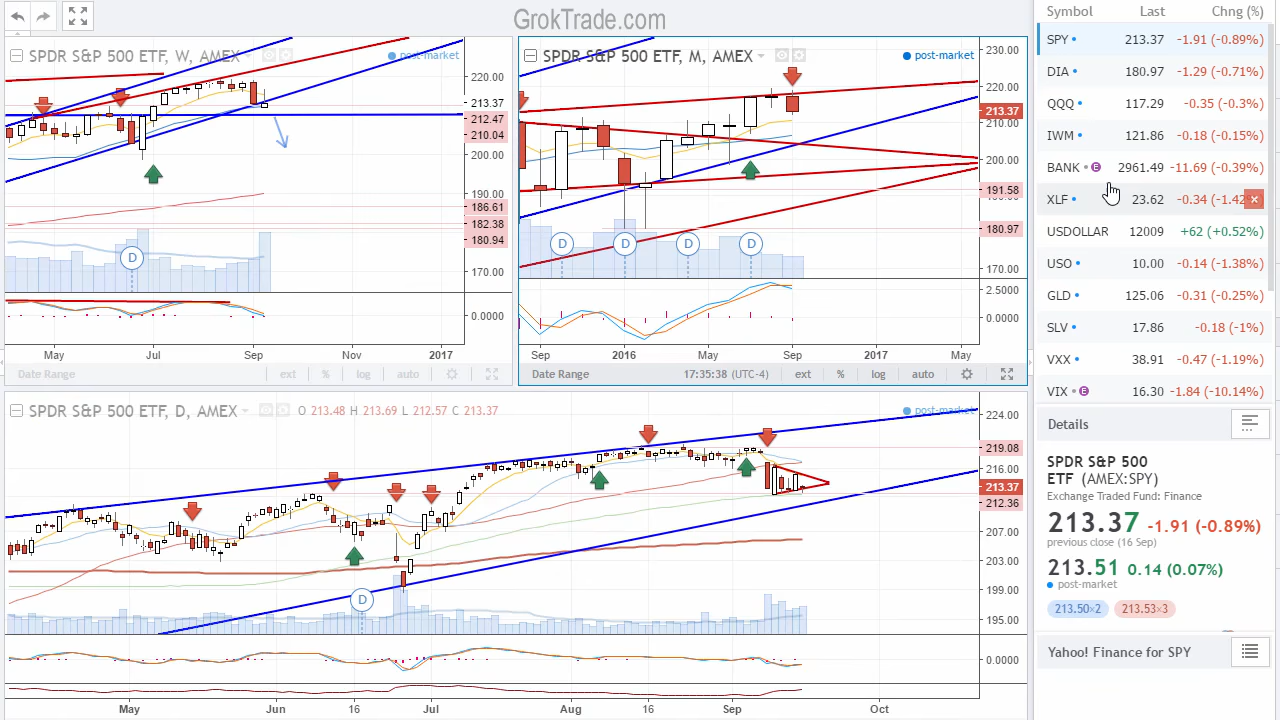 GrokTrade.com
SPDR S&P 500 ETF, W, AMEX
post-market
220.00
213.37
212.47
210.04
200.00
190.00
186.61
182.38
180.94
170.00
0.0000
D
May Jul Sep Nov 2017
Date Range ext % log auto
SPDR S&P 500 ETF, M, AMEX
post-market
230.00
220.00
213.37
210.00
200.00
191.58
180.97
170.00
2.5000
0.0000
D D D D
Sep 2016 May Sep 2017 May
Date Range 17:35:38 (UTC-4) ext % log auto
SPDR S&P 500 ETF, D, AMEX O 213.48 H 213.69 L 212.57 C 213.37
post-market
224.00
219.08
216.00
213.37
212.36
207.00
203.00
199.00
195.00
0.0000
D
May Jun 16 Jul Aug 16 Sep Oct
Symbol Last Chng (%)
SPY 213.37 -1.91 (-0.89%)
DIA 180.97 -1.29 (-0.71%)
QQQ 117.29 -0.35 (-0.3%)
IWM 121.86 -0.18 (-0.15%)
BANK E 2961.49 -11.69 (-0.39%)
XLF 23.62 -0.34 (-1.42
USDOLLAR 12009 +62 (+0.52%)
USO 10.00 -0.14 (-1.38%)
GLD 125.06 -0.31 (-0.25%)
SLV 17.86 -0.18 (-1%)
VXX 38.91 -0.47 (-1.19%)
VIX E 16.30 -1.84 (-10.14%)
Details
SPDR S&P 500
ETF (AMEX:SPY)
Exchange Traded Fund: Finance
213.37 -1.91 (-0.89%)
previous close (16 Sep)
213.51 0.14 (0.07%)
post-market
213.50×2 213.53×3
Yahoo! Finance for SPY